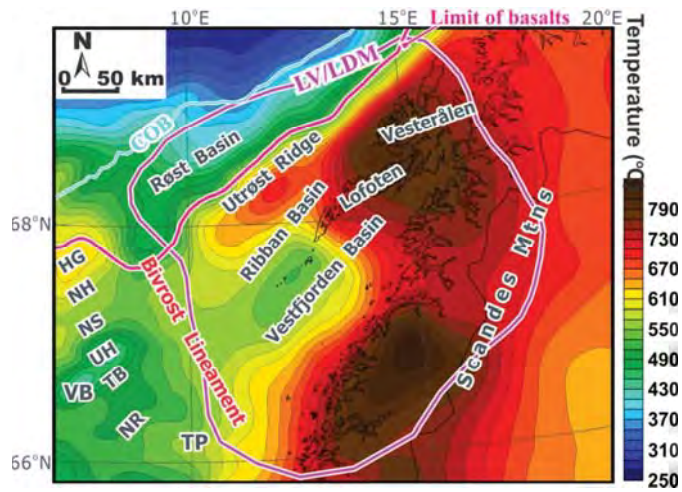 10°E
15°E
20°E
Limit of basalts
N
0 50 km
LV/LDM
COB
Vesterålen
Røst Basin
Utrøst Ridge
Lofoten
68°N
Ribban Basin
Scandes Mtns
HG
Vestfjorden Basin
NH
Bivrost Lineament
NS
UH
TB
VB
NR
TP
66°N
Temperature (°C
790
730
670
610
550
490
430
370
310
250